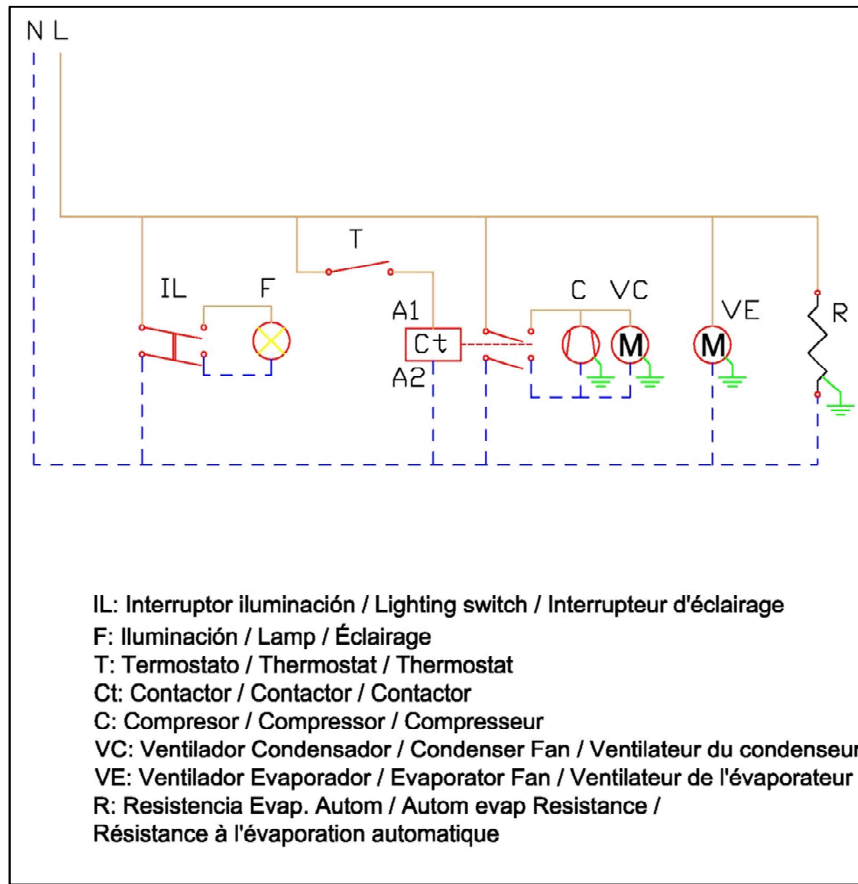 N L
T
IL F C VC
A1 VE R
Ct M M
A2
IL: Interruptor iluminación / Lighting switch / Interrupteur d'éclairage
F: Iluminación / Lamp / Éclairage
T: Termostato / Thermostat / Thermostat
Ct: Contactor / Contactor / Contactor
C: Compresor / Compressor / Compresseur
VC: Ventilador Condensador / Condenser Fan / Ventilateur du condenseur
VE: Ventilador Evaporador / Evaporator Fan / Ventilateur de l'évaporateur
R: Resistencia Evap. Autom / Autom evap Resistance /
Résistance à l'évaporation automatique